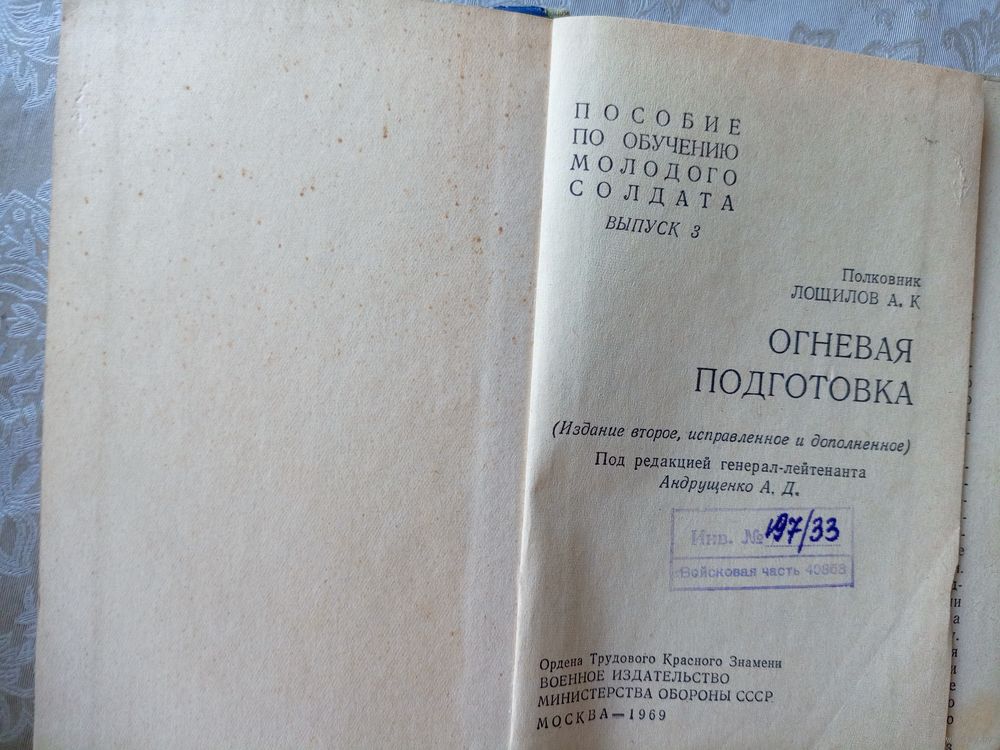 ПОСОБИЕ
ПО ОБУЧЕНИЮ
МОЛОДОГО
СОЛДАТА
ВЫПУСК 3
Полковник
ЛОЩИЛОВ А. К
ОГНЕВАЯ
ПОДГОТОВКА
(Издание второе, исправленное и дополненное)
Под редакцией генерал-лейтенанта
Андрущенко А. Д.
Инв. № 197/33
Войсковая часть
Ордена Трудового Красного Знамени
ВОЕННОЕ ИЗДАТЕЛЬСТВО
МИНИСТЕРСТВА ОБОРОНЫ СССР
МОСКВА—1969